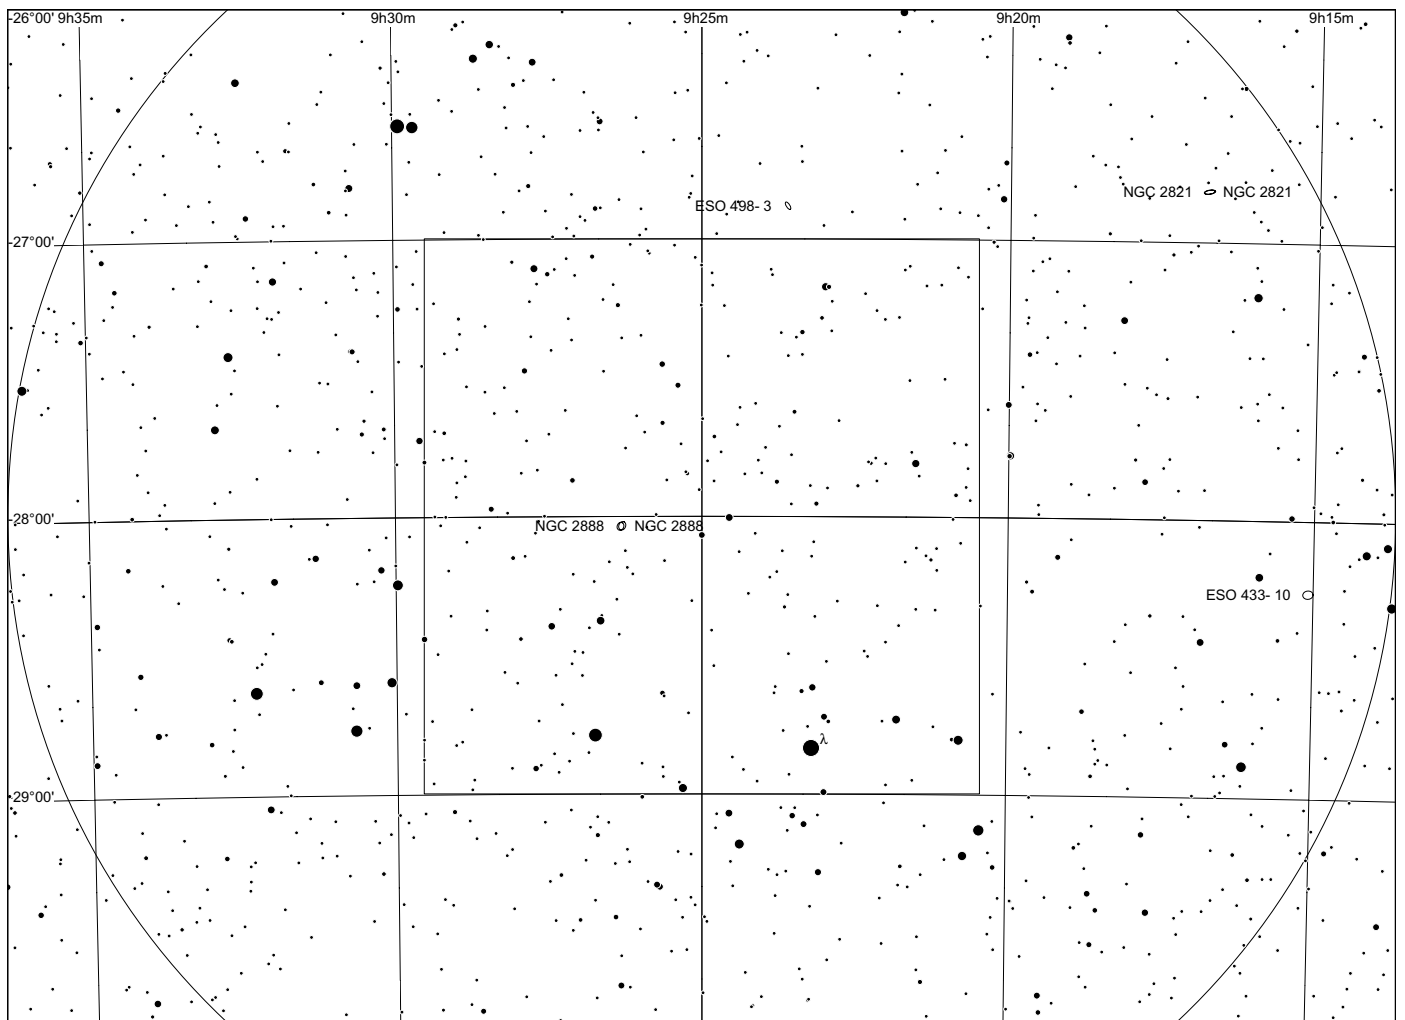 26°00' 9h35m 9h30m 9h25m 9h20m 9h15m
NGC 2821 NGC 2821
ESO 498- 3
27°00'
28°00'
NGC 2888 NGC 2888
ESO 433- 10
λ
29°00'